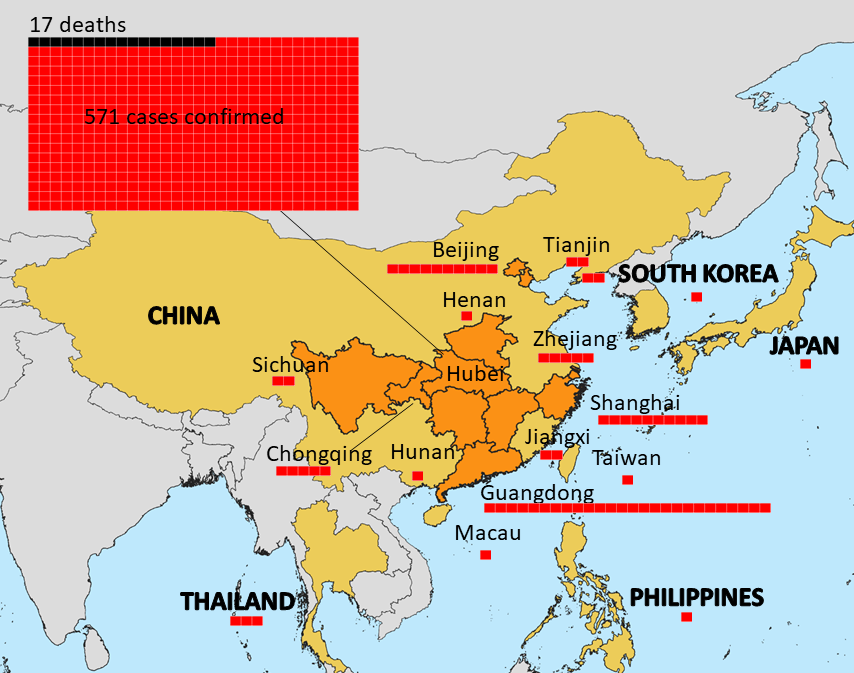 17 deaths
571 cases confirmed
Beijing
Tianjin
SOUTH KOREA
Henan
CHINA
Zhejiang
JAPAN
Sichuan
Hubei
Shanghai
Jiangxi
Chongqing
Hunan
Taiwan
Guangdong
Macau
THAILAND
PHILIPPINES